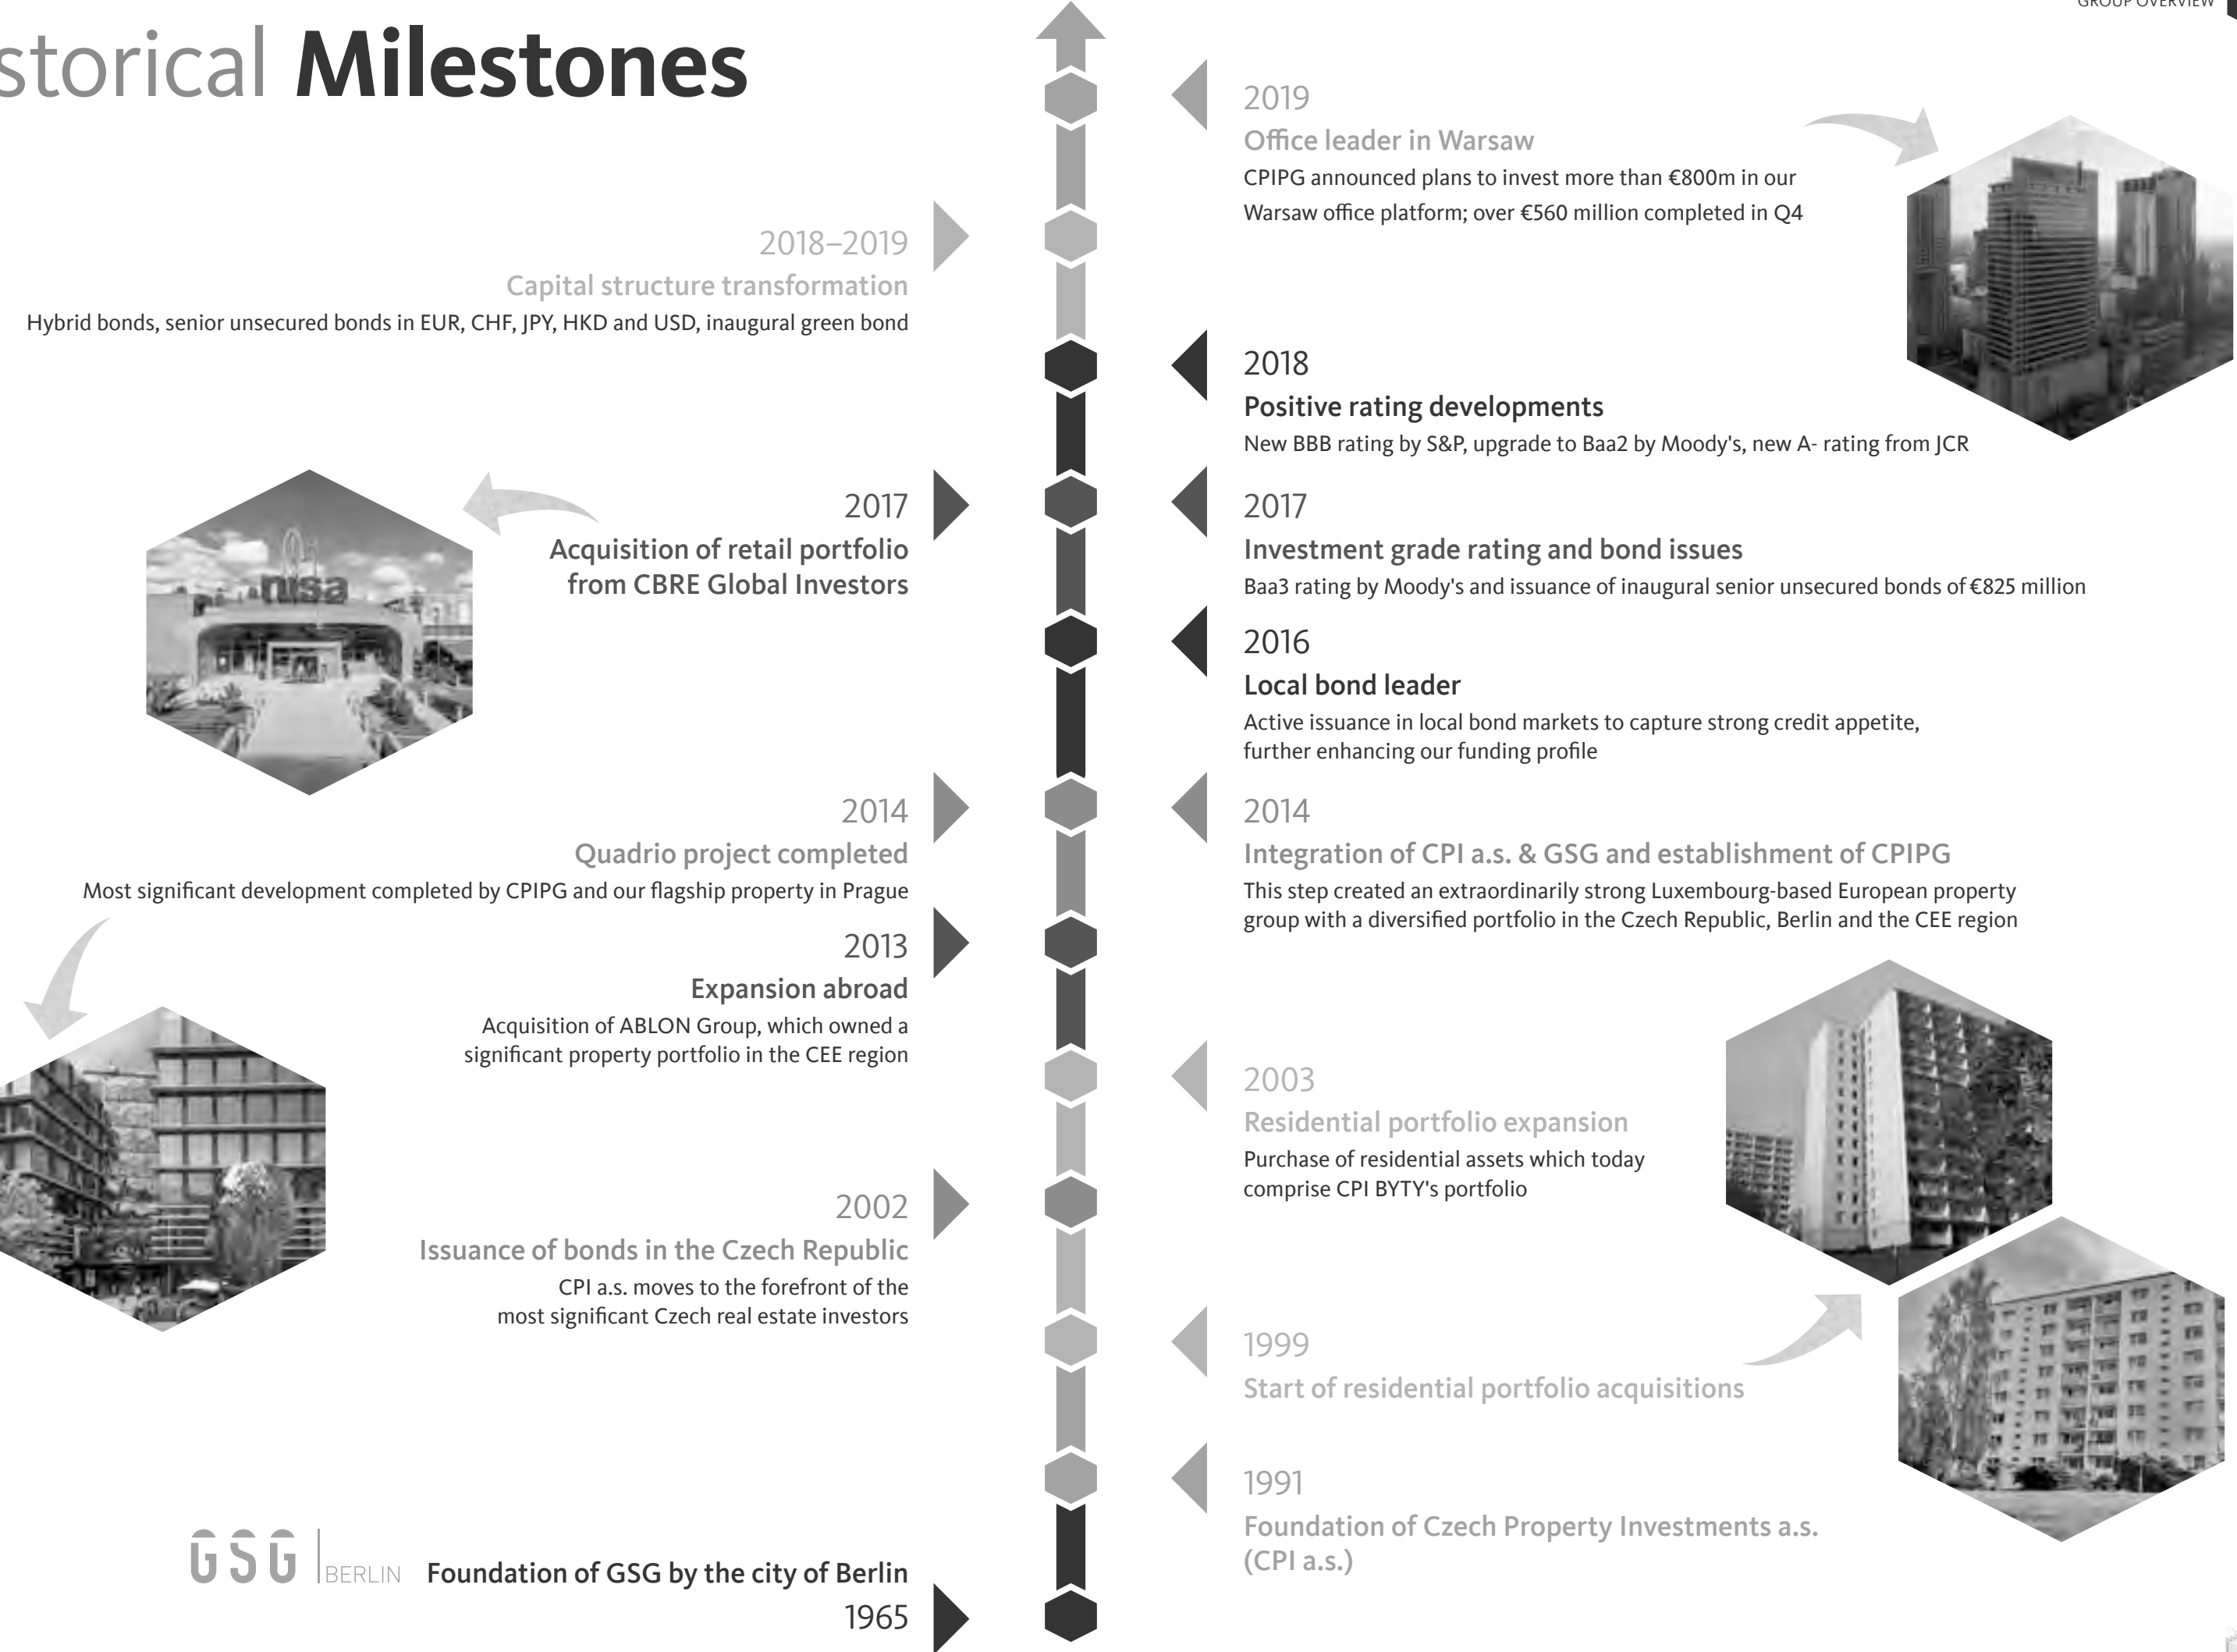 GROUP OVERVIEW
storical Milestones
2019
Office leader in Warsaw
CPIPG announced plans to invest more than €800m in our
Warsaw office platform; over €560 million completed in Q4
2018–2019
Capital structure transformation
Hybrid bonds, senior unsecured bonds in EUR, CHF, JPY, HKD and USD, inaugural green bond
2018
Positive rating developments
New BBB rating by S&P, upgrade to Baa2 by Moody's, new A- rating from JCR
2017
Acquisition of retail portfolio
from CBRE Global Investors
nisa
2017
Investment grade rating and bond issues
Baa3 rating by Moody's and issuance of inaugural senior unsecured bonds of €825 million
2016
Local bond leader
Active issuance in local bond markets to capture strong credit appetite,
further enhancing our funding profile
2014
Quadrio project completed
Most significant development completed by CPIPG and our flagship property in Prague
2014
Integration of CPI a.s. & GSG and establishment of CPIPG
This step created an extraordinarily strong Luxembourg-based European property
group with a diversified portfolio in the Czech Republic, Berlin and the CEE region
2013
Expansion abroad
Acquisition of ABLON Group, which owned a
significant property portfolio in the CEE region
2003
Residential portfolio expansion
Purchase of residential assets which today
comprise CPI BYTY's portfolio
2002
Issuance of bonds in the Czech Republic
CPI a.s. moves to the forefront of the
most significant Czech real estate investors
1999
Start of residential portfolio acquisitions
1991
Foundation of Czech Property Investments a.s.
(CPI a.s.)
GSG BERLIN
Foundation of GSG by the city of Berlin
1965